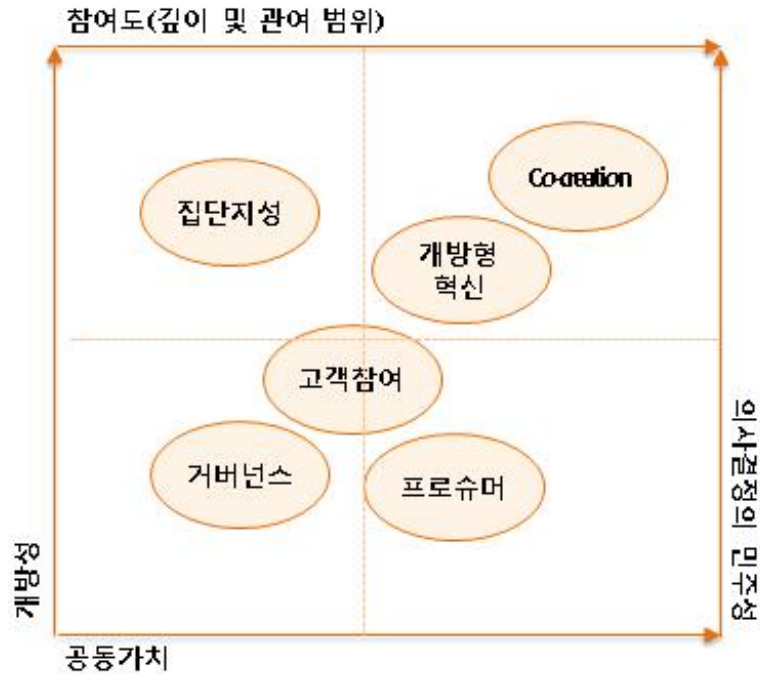 참여도(깊이 및 관여 범위)
Co-creation
집단지성
개방형
혁신
고객참여
거버넌스
프로슈머
개방성
의사결정의 민주성
공동가치